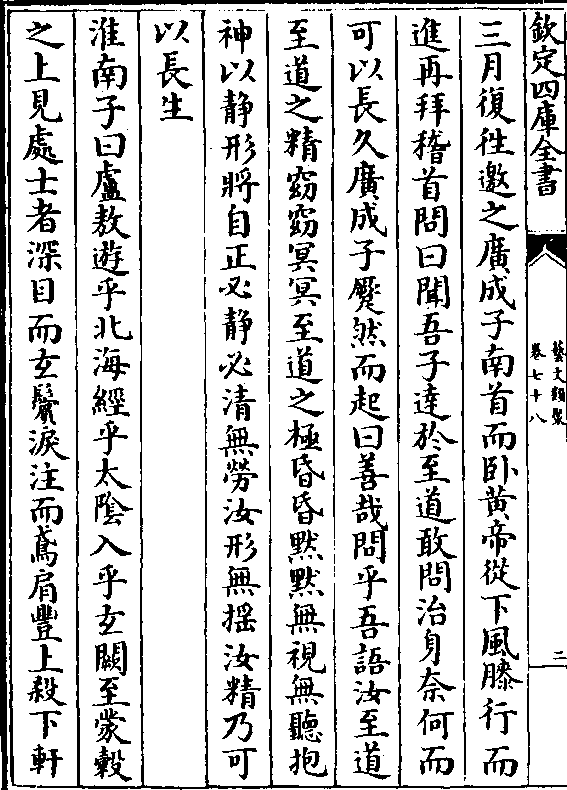 欽定四庫全書
藝文類聚
卷七十八
二
三月復徃邀之廣成子南首而卧黄帝從下風膝行而
進再拜稽首問曰聞吾子達於至道敢問治身奈何而
可以長久廣成子蹷然而起曰善哉問乎吾語汝至道
至道之精窈窈冥冥至道之極昏昏黙黙無視無聽抱
神以静形將自正必静必清無勞汝形無揺汝精乃可
以長生
淮南子曰盧敖遊乎北海經乎太陰入乎𤣥闕至蒙轂
之上見處士者深目而𤣥鬢淚注而鳶肩豐上殺下軒